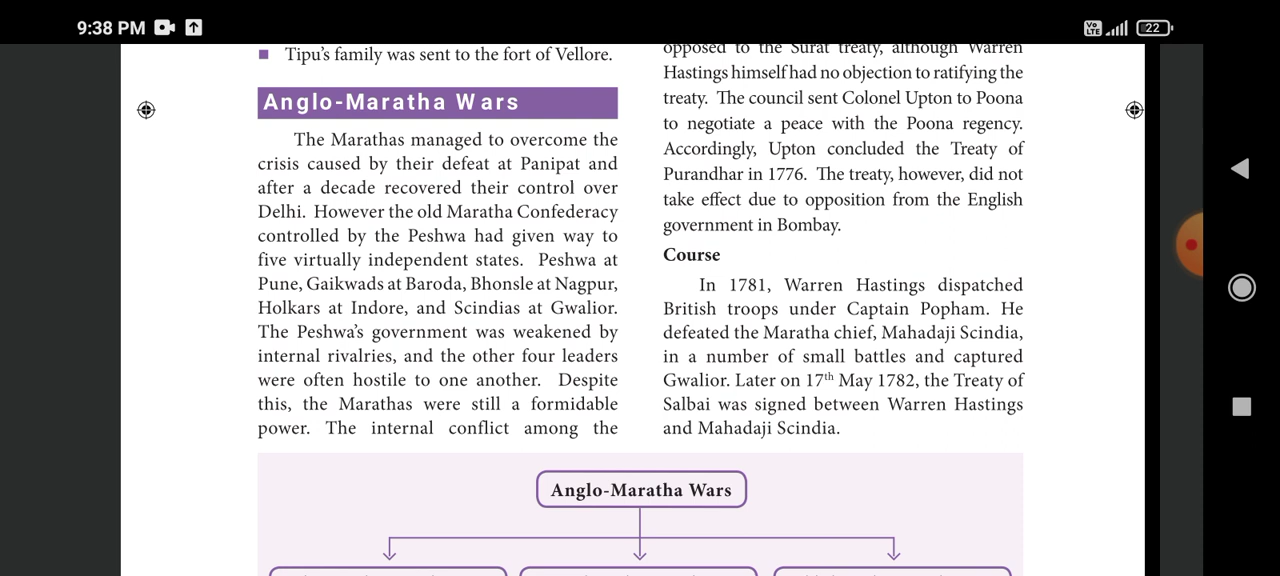 9:38 PM
Vo LTE
22
Tipu's family was sent to the fort of Vellore.
Anglo-Maratha Wars
The Marathas managed to overcome the
crisis caused by their defeat at Panipat and
after a decade recovered their control over
Delhi. However the old Maratha Confederacy
controlled by the Peshwa had given way to
five virtually independent states. Peshwa at
Pune, Gaikwads at Baroda, Bhonsle at Nagpur,
Holkars at Indore, and Scindias at Gwalior.
The Peshwa's government was weakened by
internal rivalries, and the other four leaders
were often hostile to one another. Despite
this, the Marathas were still a formidable
power. The internal conflict among the
opposed to the Surat treaty, although Warren
Hastings himself had no objection to ratifying the
treaty. The council sent Colonel Upton to Poona
to negotiate a peace with the Poona regency.
Accordingly, Upton concluded the Treaty of
Purandhar in 1776. The treaty, however, did not
take effect due to opposition from the English
government in Bombay.
Course
In 1781, Warren Hastings dispatched
British troops under Captain Popham. He
defeated the Maratha chief, Mahadaji Scindia,
in a number of small battles and captured
Gwalior. Later on 17th May 1782, the Treaty of
Salbai was signed between Warren Hastings
and Mahadaji Scindia.
Anglo-Maratha Wars